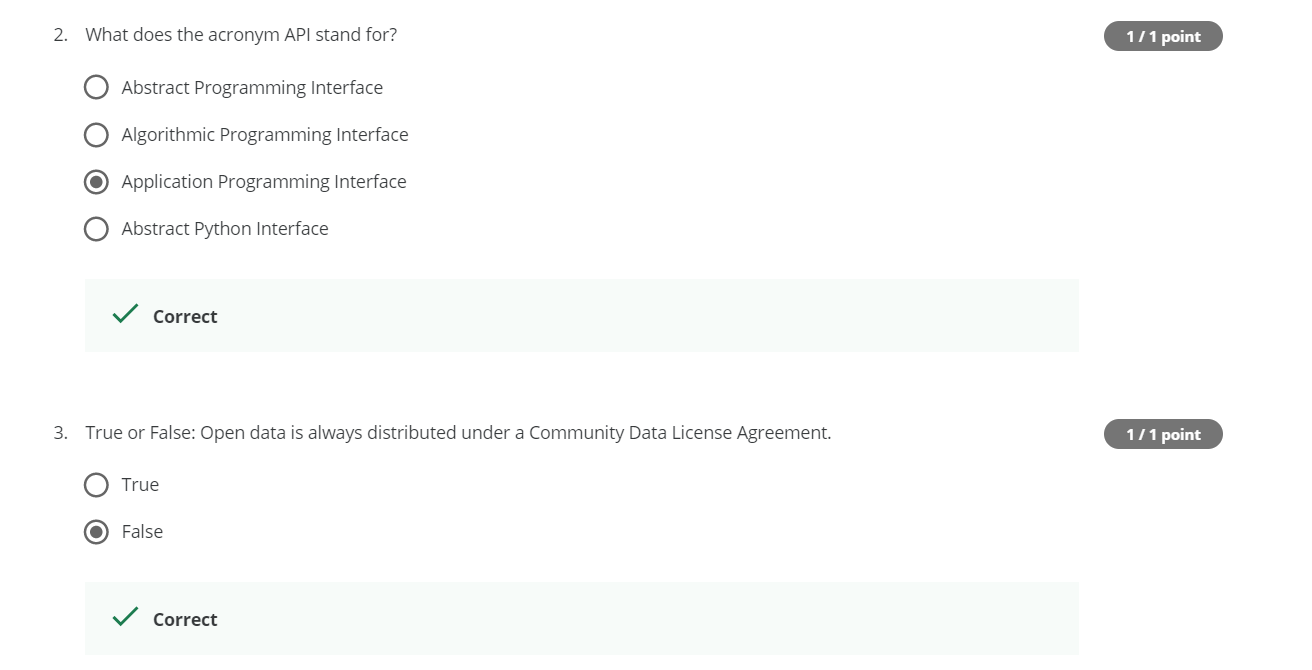 2. What does the acronym API stand for?
1 / 1 point
Abstract Programming Interface
Algorithmic Programming Interface
Application Programming Interface
Abstract Python Interface
Correct
3. True or False: Open data is always distributed under a Community Data License Agreement.
1 / 1 point
True
False
Correct